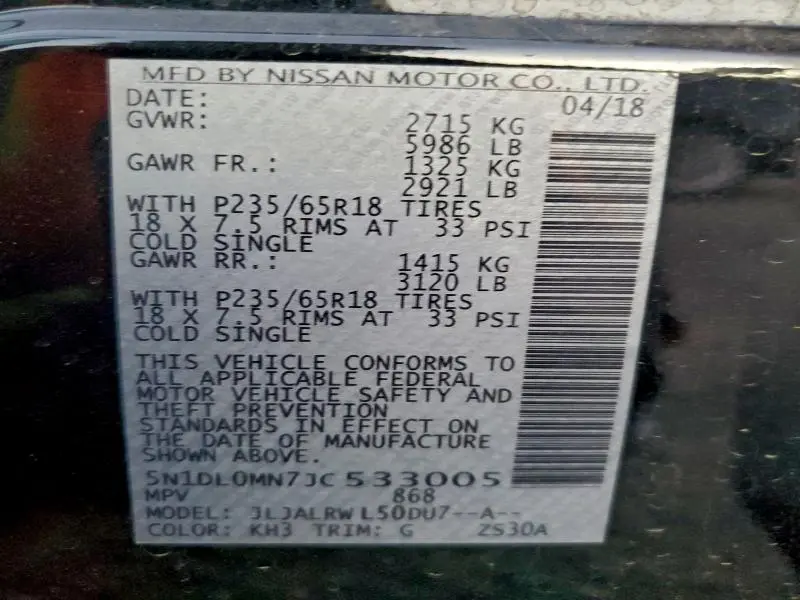 MFD BY NISSAN MOTOR CO., LTD.
DATE: 04/18
GVWR: 2715 KG
5986 LB
GAWR FR.: 1325 KG
2921 LB
WITH P235/65R18 TIRES
18 X 7.5 RIMS AT 33 PSI
COLD SINGLE
GAWR RR.: 1415 KG
3120 LB
WITH P235/65R18 TIRES
18 X 7.5 RIMS AT 33 PSI
COLD SINGLE
THIS VEHICLE CONFORMS TO
ALL APPLICABLE FEDERAL
MOTOR VEHICLE SAFETY AND
THEFT PREVENTION
STANDARDS IN EFFECT ON
THE DATE OF MANUFACTURE
SHOWN ABOVE.
5N1DL0MN7JC533005
MPV 868
MODEL: JLJALRWL50DU7--A--
COLOR: KH3 TRIM: G ZS30A